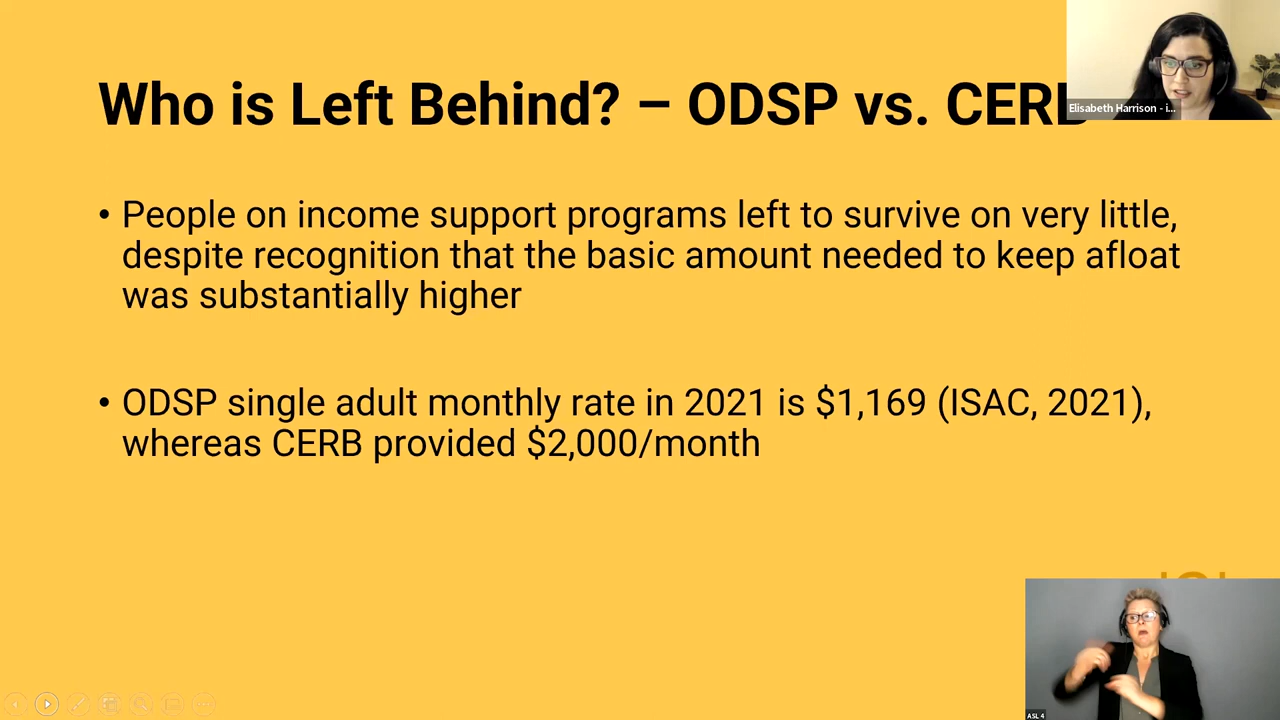 Who is Left Behind? – ODSP vs. CERB
Elisabeth Harrison - i...
• People on income support programs left to survive on very little,
despite recognition that the basic amount needed to keep afloat
was substantially higher
• ODSP single adult monthly rate in 2021 is $1,169 (ISAC, 2021),
whereas CERB provided $2,000/month
ASL 4